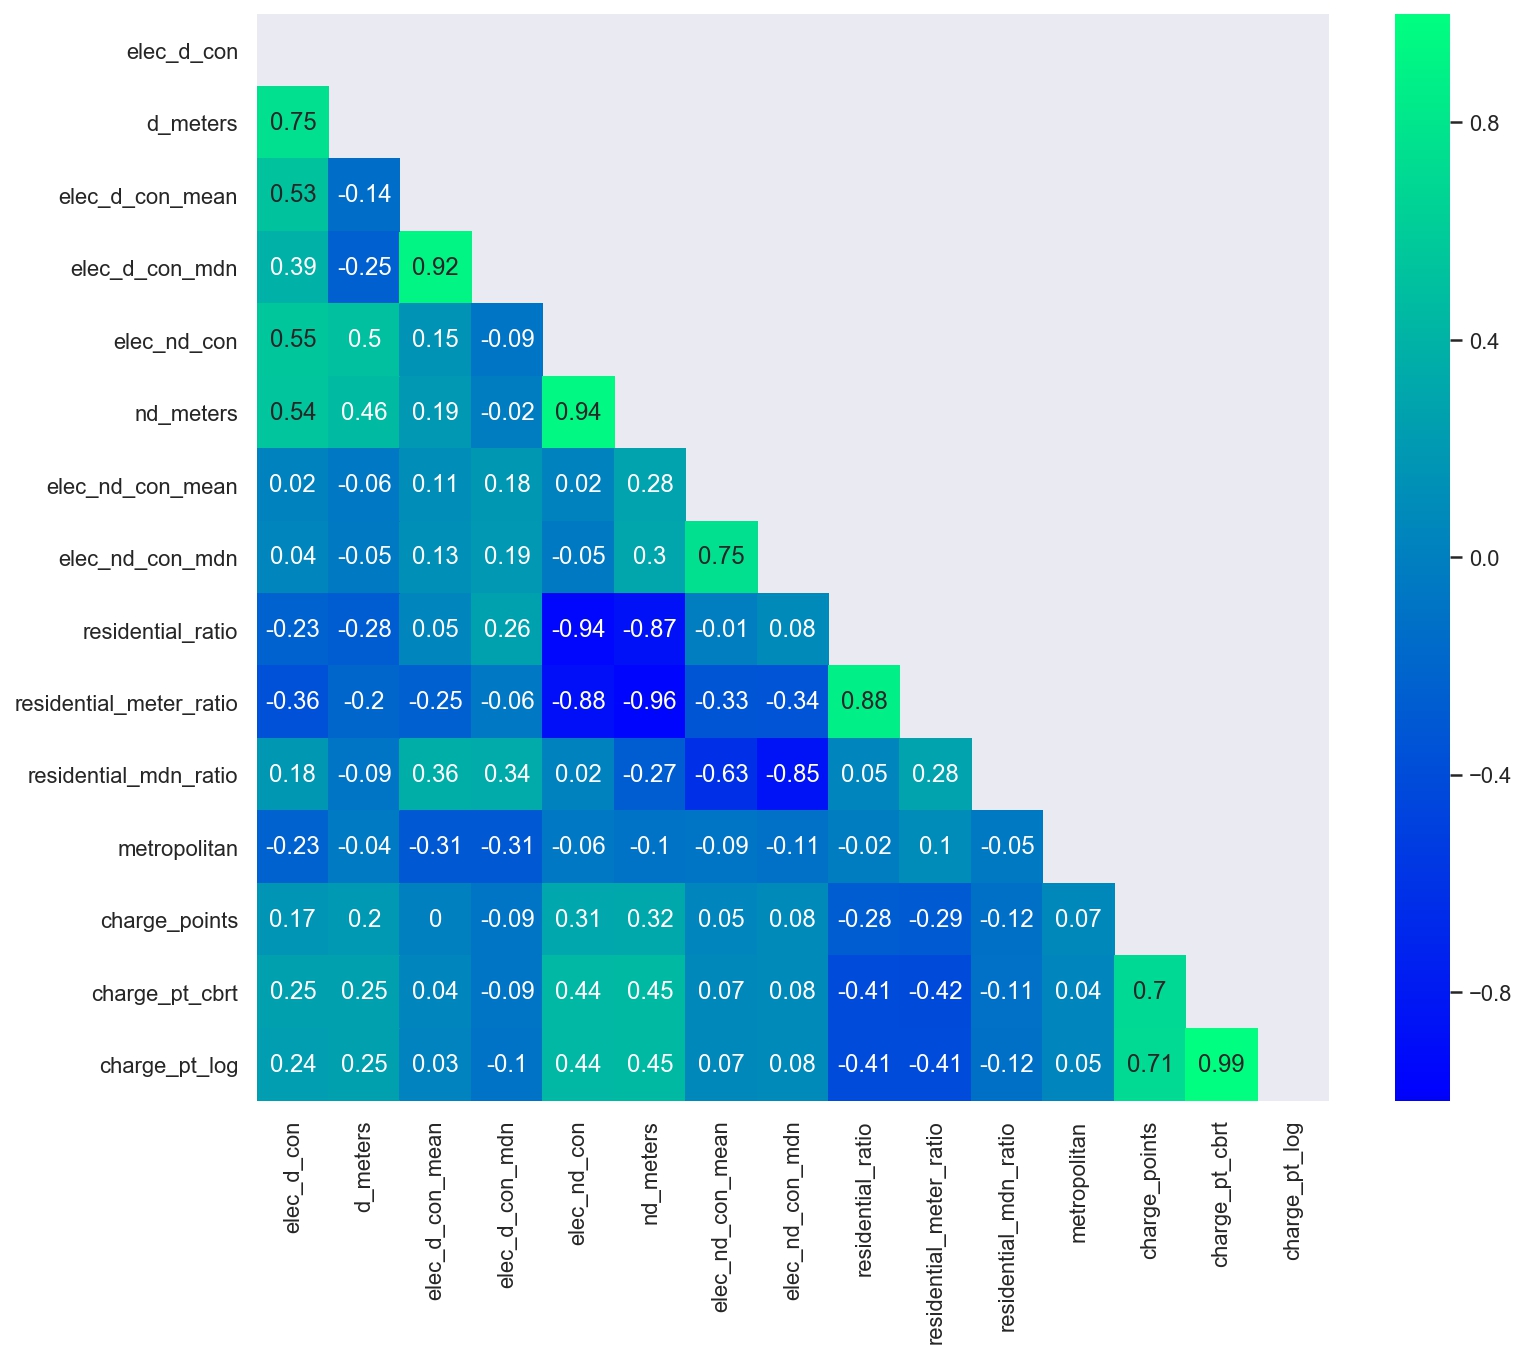 elec_d_con
d_meters 0.75
elec_d_con_mean 0.53 -0.14
elec_d_con_mdn 0.39 -0.25 0.92
elec_nd_con 0.55 0.5 0.15 -0.09
nd_meters 0.54 0.46 0.19 -0.02 0.94
elec_nd_con_mean 0.02 -0.06 0.11 0.18 0.02 0.28
elec_nd_con_mdn 0.04 -0.05 0.13 0.19 -0.05 0.3 0.75
residential_ratio -0.23 -0.28 0.05 0.26 -0.94 -0.87 -0.01 0.08
residential_meter_ratio -0.36 -0.2 -0.25 -0.06 -0.88 -0.96 -0.33 -0.34 0.88
residential_mdn_ratio 0.18 -0.09 0.36 0.34 0.02 -0.27 -0.63 -0.85 0.05 0.28
metropolitan -0.23 -0.04 -0.31 -0.31 -0.06 -0.1 -0.09 -0.11 -0.02 0.1 -0.05
charge_points 0.17 0.2 0 -0.09 0.31 0.32 0.05 0.08 -0.28 -0.29 -0.12 0.07
charge_pt_cbrt 0.25 0.25 0.04 -0.09 0.44 0.45 0.07 0.08 -0.41 -0.42 -0.11 0.04 0.7
charge_pt_log 0.24 0.25 0.03 -0.1 0.44 0.45 0.07 0.08 -0.41 -0.41 -0.12 0.05 0.71 0.99
elec_d_con
d_meters
elec_d_con_mean
elec_d_con_mdn
elec_nd_con
nd_meters
elec_nd_con_mean
elec_nd_con_mdn
residential_ratio
residential_meter_ratio
residential_mdn_ratio
metropolitan
charge_points
charge_pt_cbrt
charge_pt_log
0.8
0.4
0.0
−0.4
−0.8